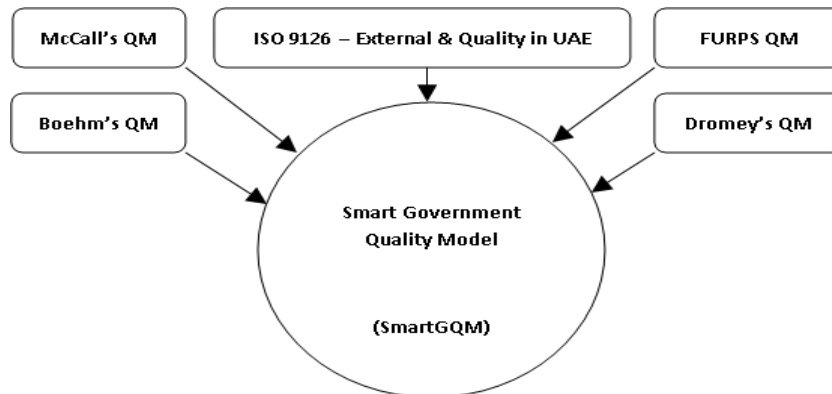 McCall's QM
ISO 9126 – External & Quality in UAE
FURPS QM
Boehm's QM
Dromey's QM
Smart Government
Quality Model
(SmartGQM)